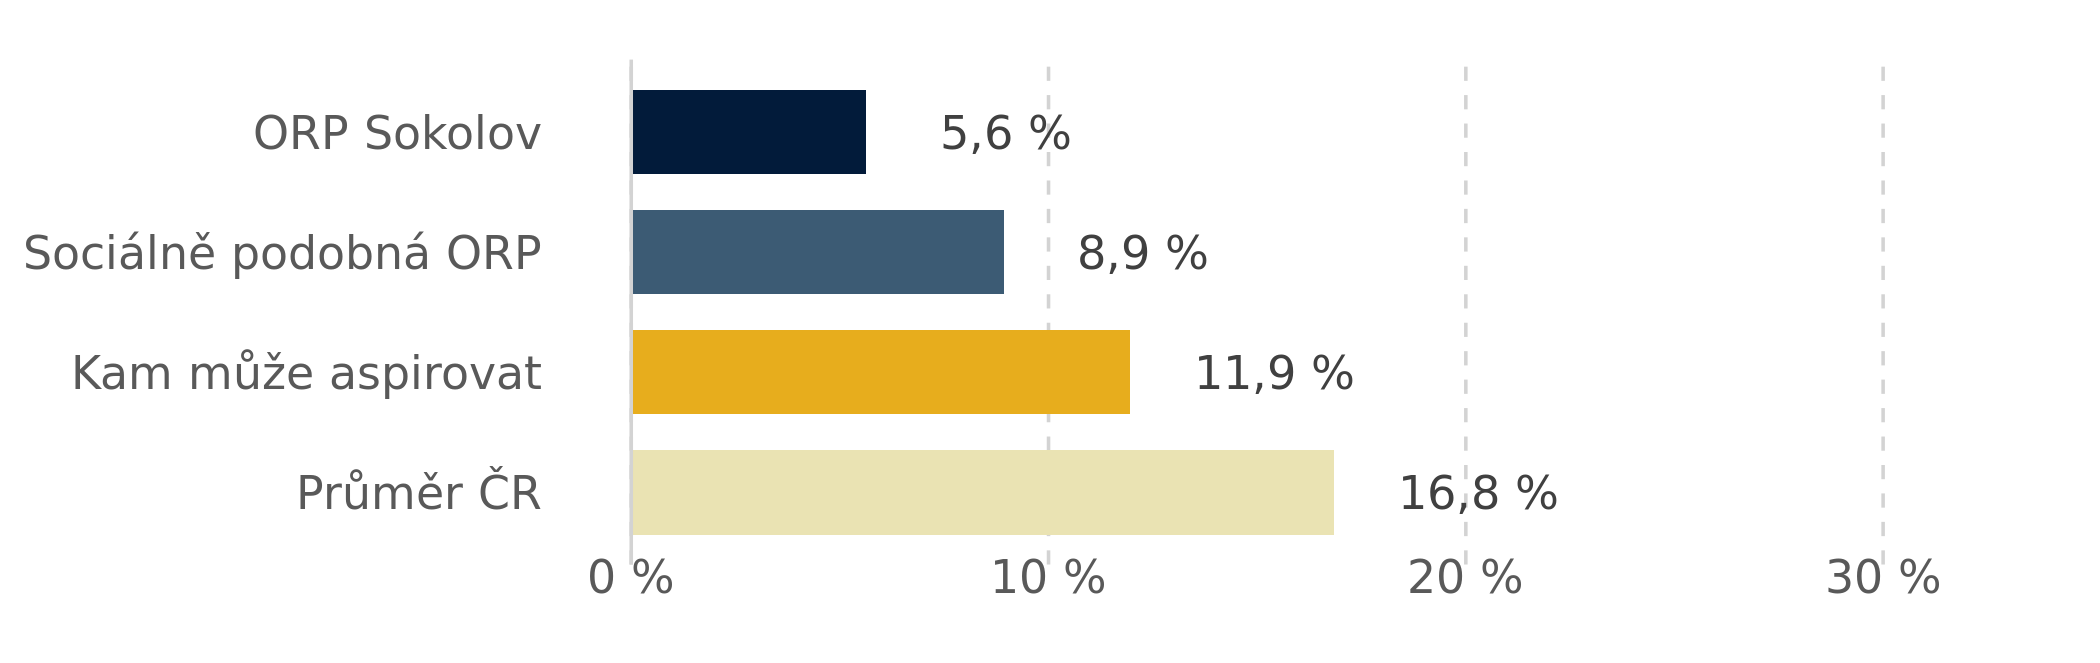 ORP Sokolov 5,6 %
Sociálně podobná ORP 8,9 %
Kam může aspirovat 11,9 %
Průměr ČR 16,8 %
0 % 10 % 20 % 30 %